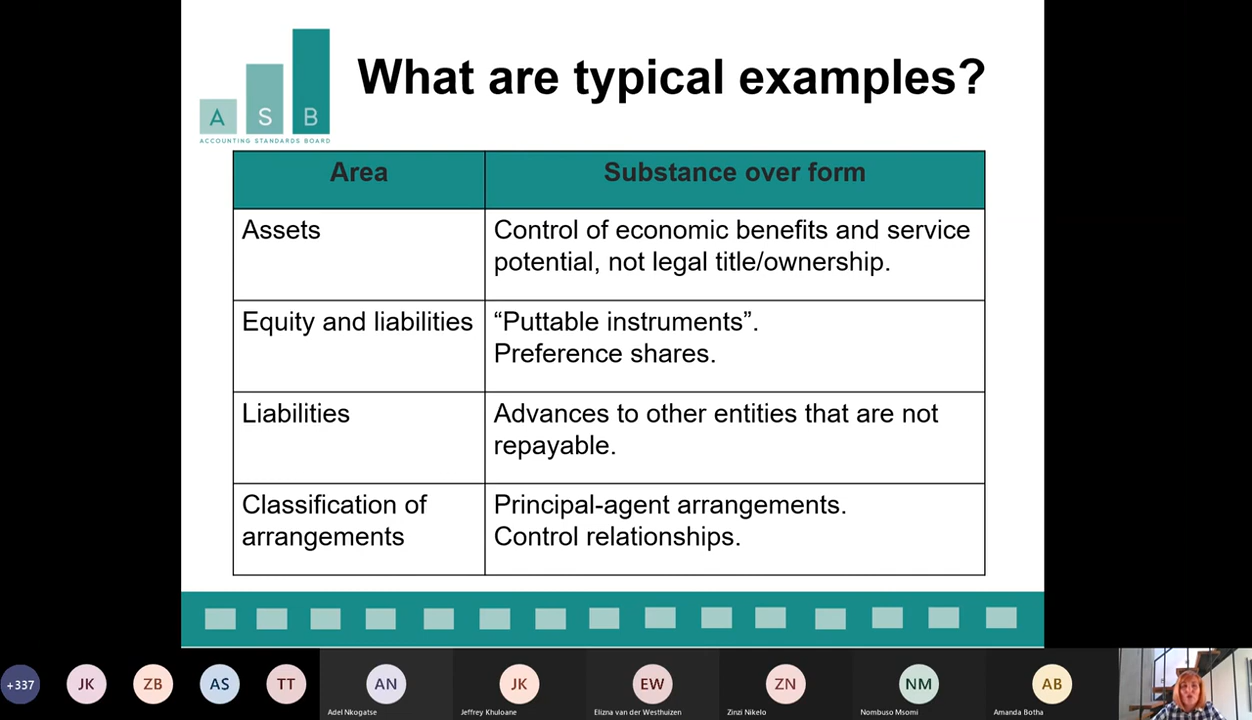 What are typical examples?
A S B
ACCOUNTING STANDARDS BOARD
Area
Substance over form
Assets
Control of economic benefits and service
potential, not legal title/ownership.
Equity and liabilities
“Puttable instruments”.
Preference shares.
Liabilities
Advances to other entities that are not
repayable.
Classification of
arrangements
Principal-agent arrangements.
Control relationships.
+337
JK
ZB
AS
TT
AN
JK
EW
ZN
NM
AB
Adel Nkogatse
Jeffrey Khuloane
Elizna van der Westhuizen
Zinzi Nikelo
Nombuso Msomi
Amanda Botha